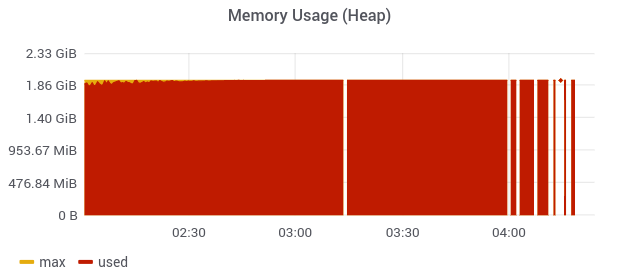 Memory Usage (Heap)
2.33 GiB
1.86 GiB
1.40 GiB
953.67 MiB
476.84 MiB
0 B
02:30 03:00 03:30 04:00
max used